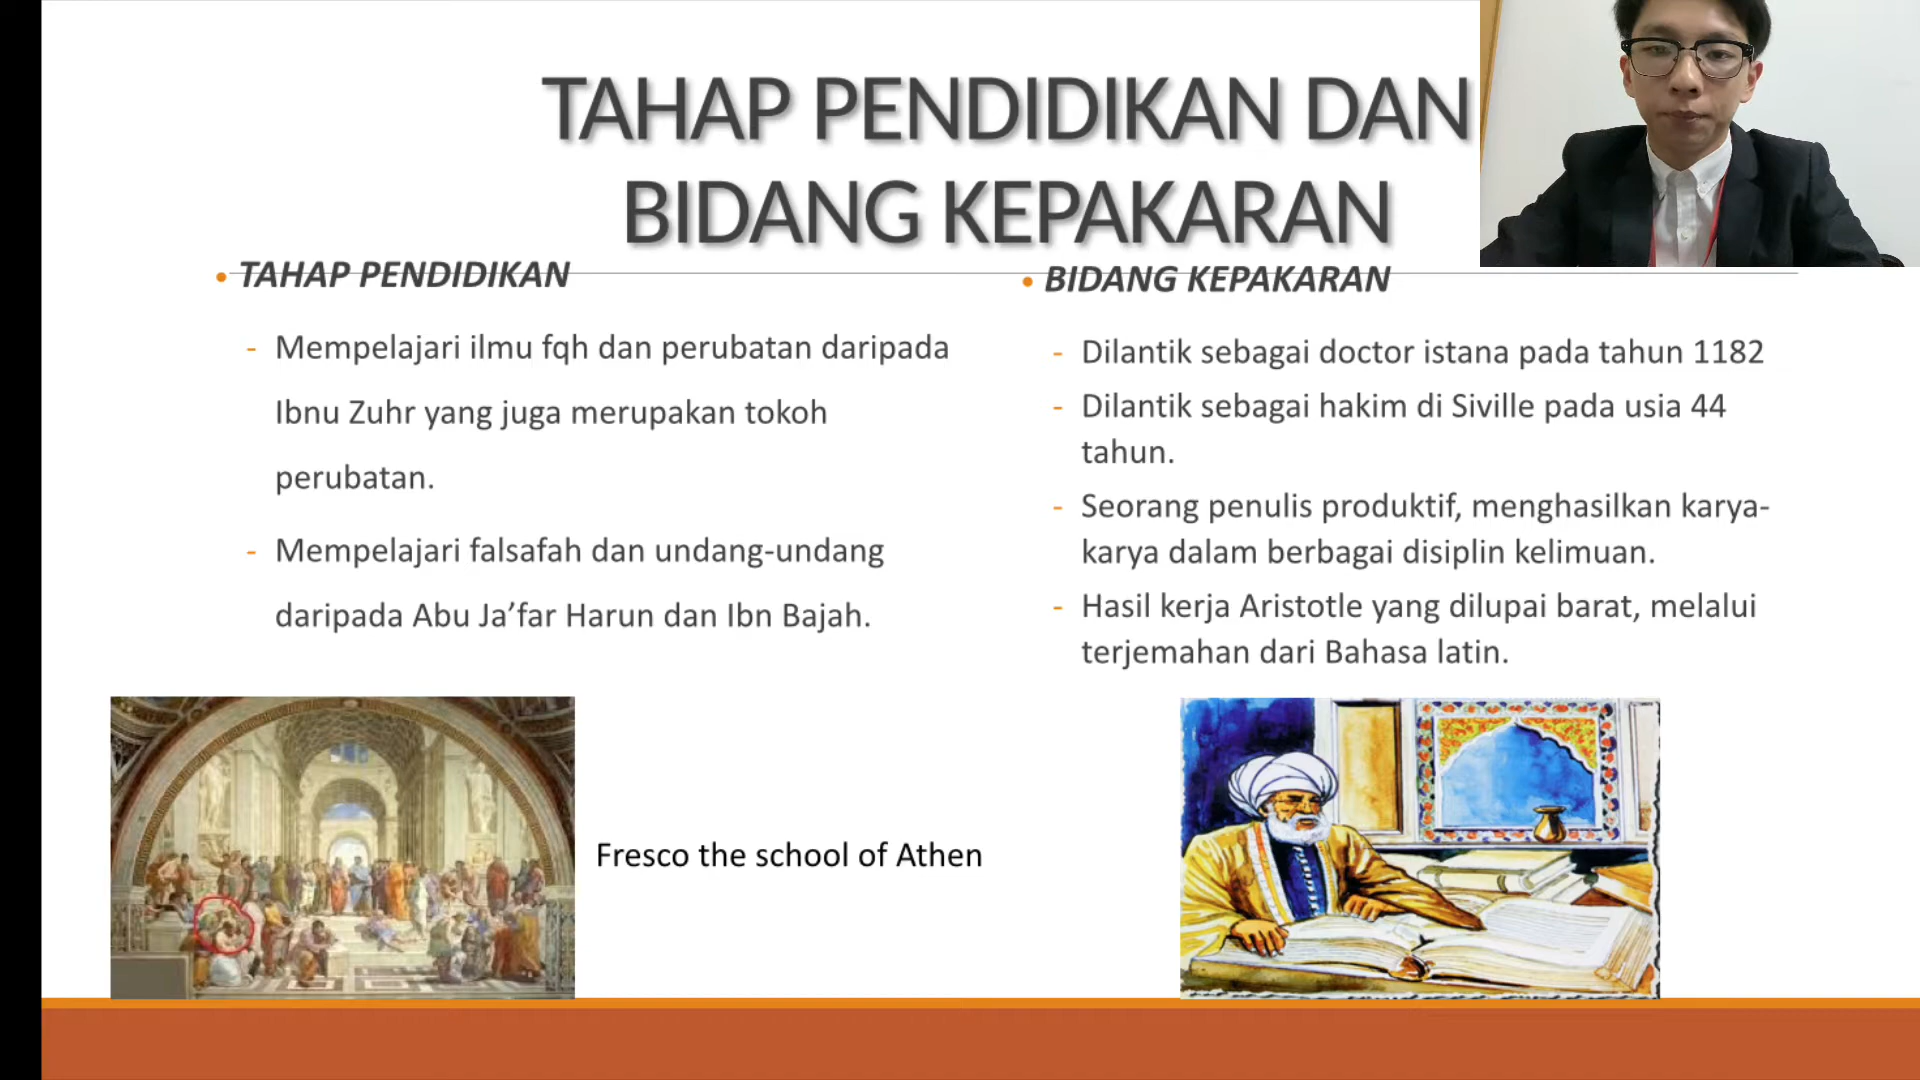 TAHAP PENDIDIKAN DAN
BIDANG KEPAKARAN
• TAHAP PENDIDIKAN
- Mempelajari ilmu fqh dan perubatan daripada
Ibnu Zuhr yang juga merupakan tokoh
perubatan.
- Mempelajari falsafah dan undang-undang
daripada Abu Ja’far Harun dan Ibn Bajah.
• BIDANG KEPAKARAN
- Dilantik sebagai doctor istana pada tahun 1182
- Dilantik sebagai hakim di Siville pada usia 44
tahun.
- Seorang penulis produktif, menghasilkan karya-
karya dalam berbagai disiplin kelimuan.
- Hasil kerja Aristotle yang dilupai barat, melalui
terjemahan dari Bahasa latin.
Fresco the school of Athen